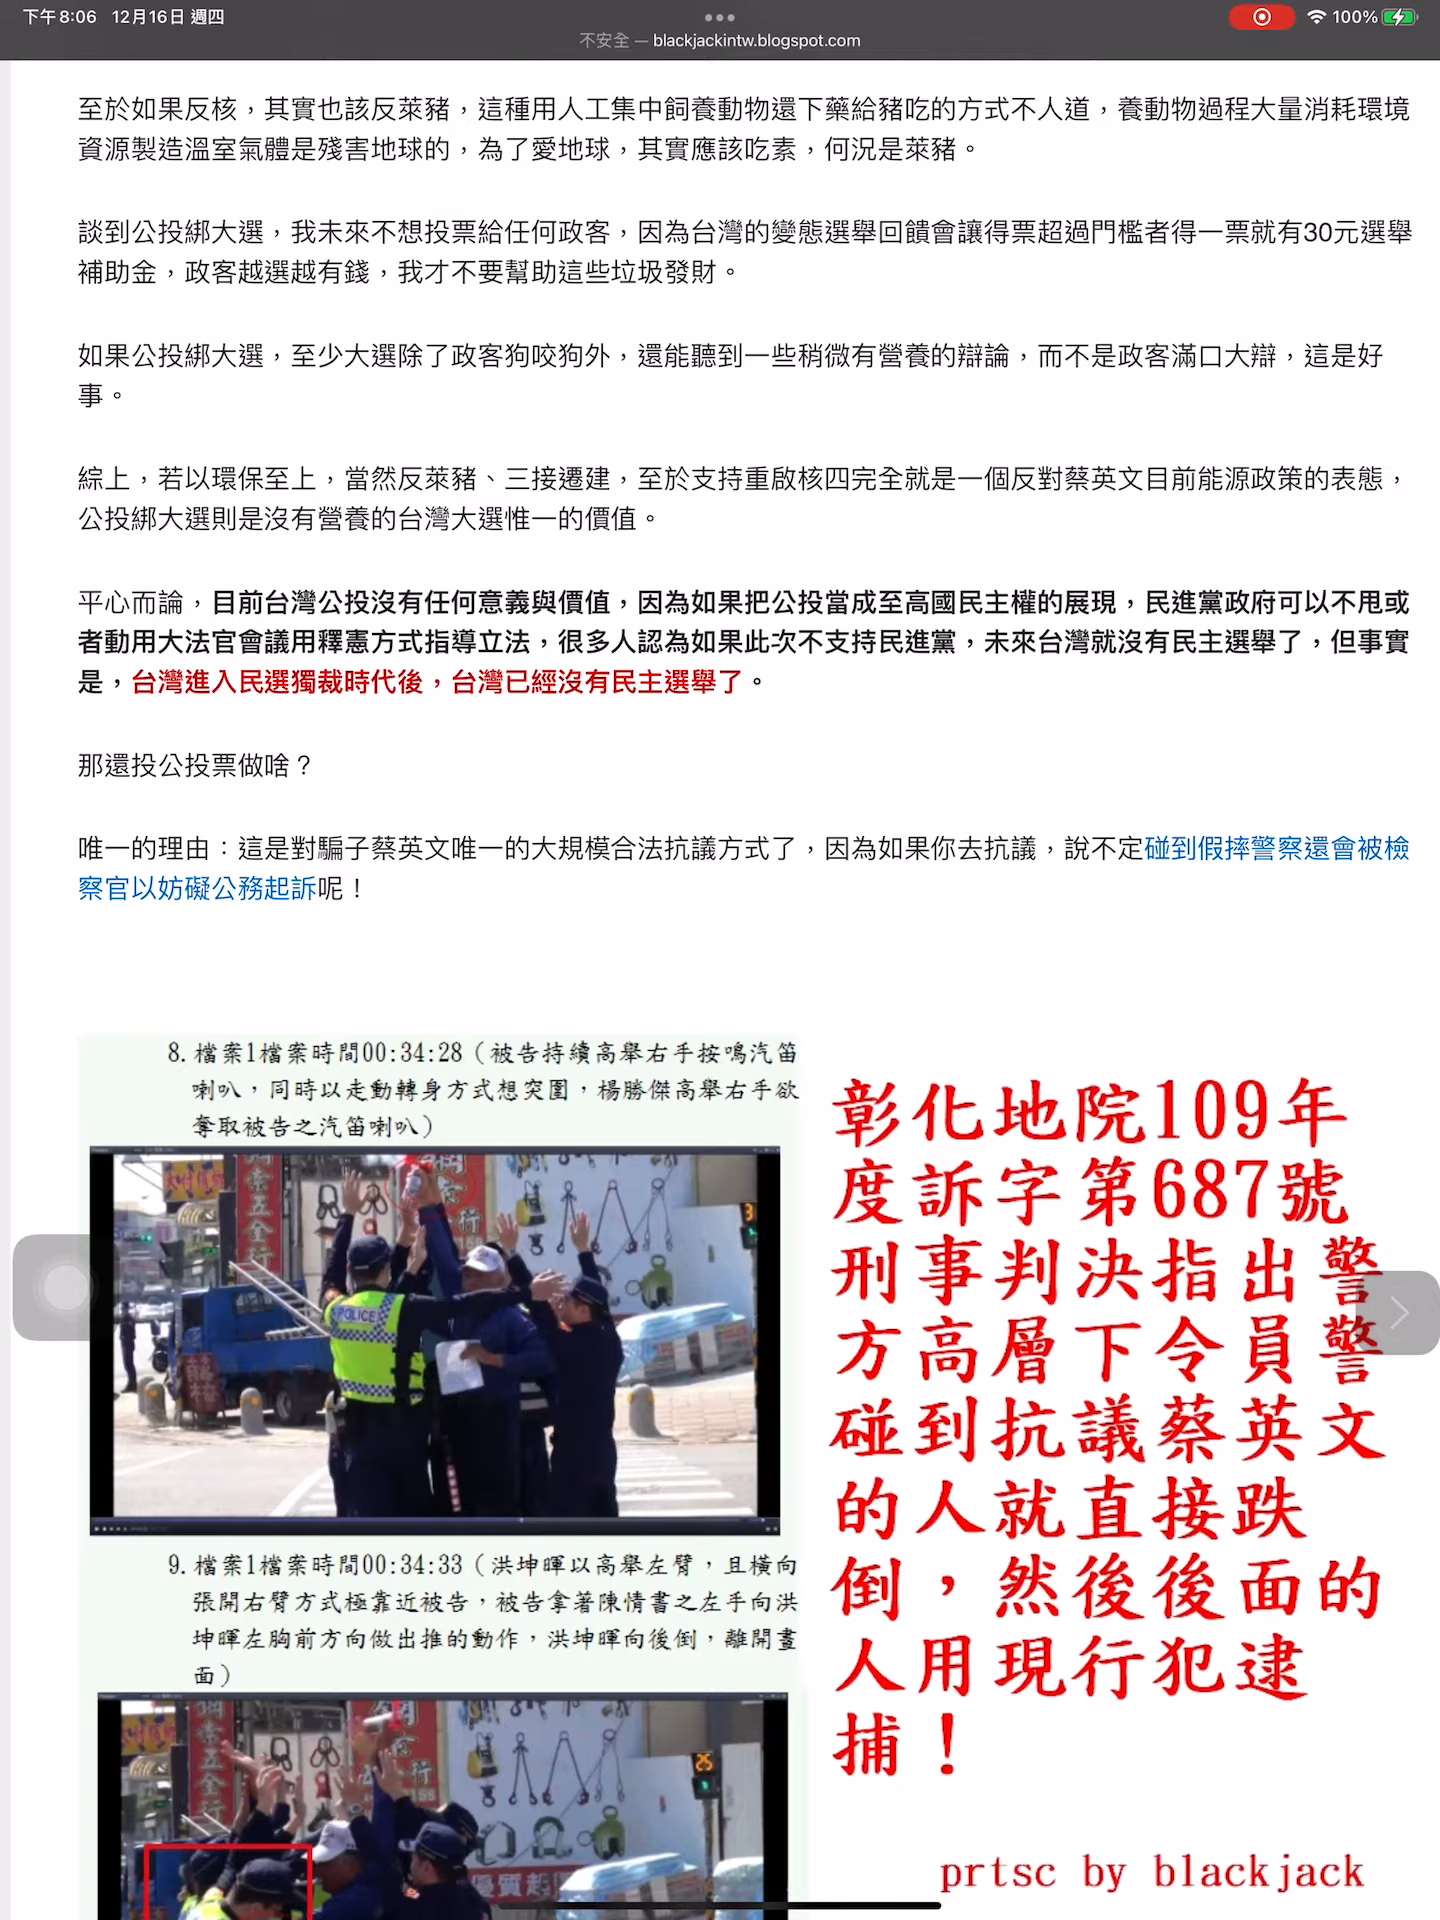 下午8:06 12月16日 週四
100%
不安全 — blackjackintw.blogspot.com
至於如果反核，其實也該反萊豬，這種用人工集中飼養動物還下藥給豬吃的方式不人道，養動物過程大量消耗環境
資源製造溫室氣體是殘害地球的，為了愛地球，其實應該吃素，何況是萊豬。
談到公投綁大選，我未來不想投票給任何政客，因為台灣的變態選舉回饋會讓得票超過門檻者得一票就有30元選舉
補助金，政客越選越有錢，我才不要幫助這些垃圾發財。
如果公投綁大選，至少大選除了政客狗咬狗外，還能聽到一些稍微有營養的辯論，而不是政客滿口大辯，這是好
事。
綜上，若以環保至上，當然反萊豬、三接遷建，至於支持重啟核四完全就是一個反對蔡英文目前能源政策的表態，
公投綁大選則是沒有營養的台灣大選惟一的價值。
平心而論，目前台灣公投沒有任何意義與價值，因為如果把公投當成至高國民主權的展現，民進黨政府可以不甩或
者動用大法官會議用釋憲方式指導立法，很多人認為如果此次不支持民進黨，未來台灣就沒有民主選舉了，但事實
是，台灣進入民選獨裁時代後，台灣已經沒有民主選舉了。
那還投公投票做啥？
唯一的理由：這是對騙子蔡英文唯一的大規模合法抗議方式了，因為如果你去抗議，說不定碰到假摔警察還會被檢
察官以妨礙公務起訴呢！
8. 檔案1檔案時間00:34:28（被告持續高舉右手按鳴汽笛
喇叭，同時以走動轉身方式想突圍，楊勝傑高舉右手欲
奪取被告之汽笛喇叭）
POLICE
9. 檔案1檔案時間00:34:33（洪坤暉以高舉左臂，且橫向
張開右臂方式極靠近被告，被告拿著陳情書之左手向洪
坤暉左胸前方向做出推的動作，洪坤暉向後倒，離開畫
面）
25
優質起
彰化地院109年
度訴字第687號
刑事判決指出警
方高層下令員警
碰到抗議蔡英文
的人就直接跌
倒，然後後面的
人用現行犯逮
捕！
prtsc by blackjack